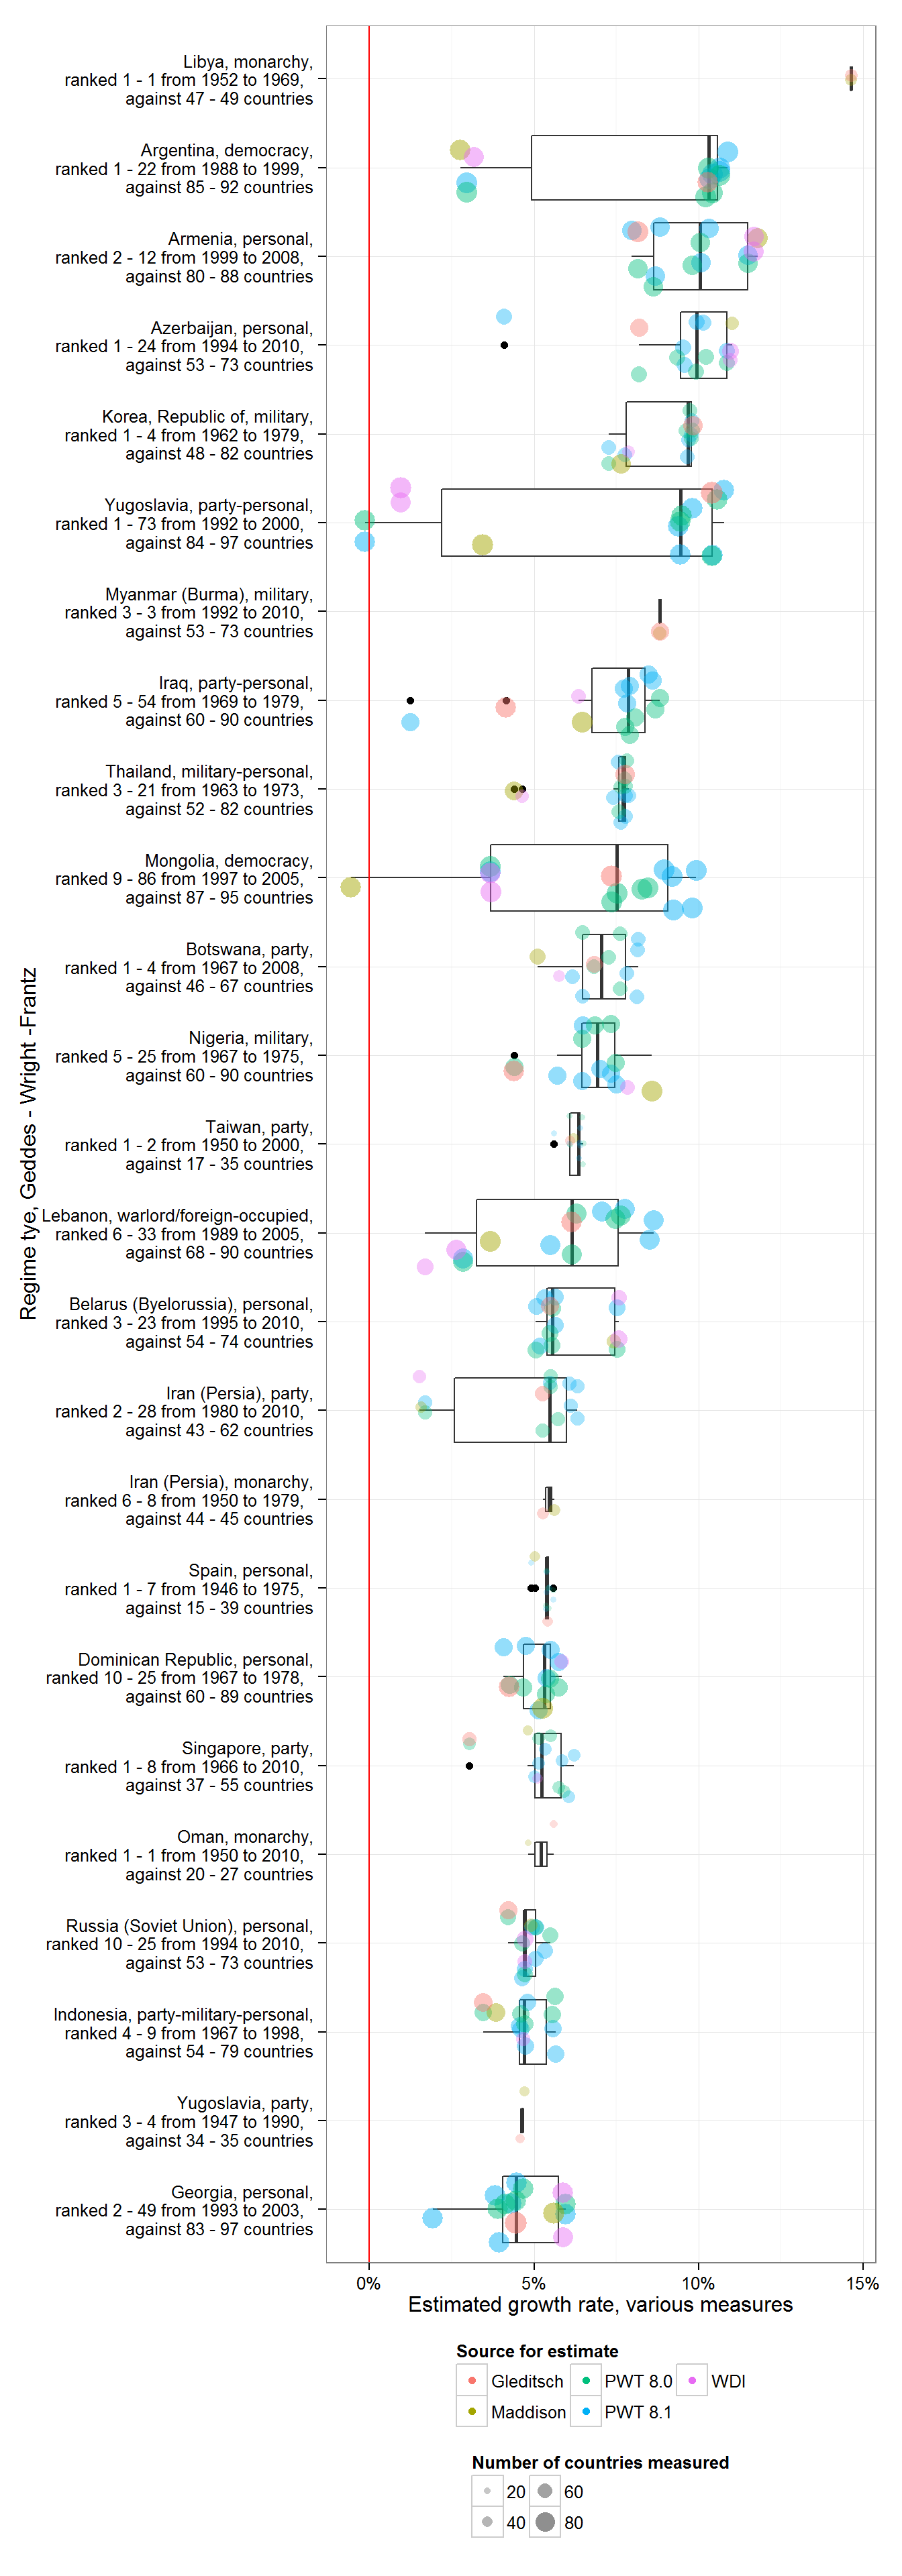 Libya, monarchy,
ranked 1 - 1 from 1952 to 1969,
against 47 - 49 countries
Argentina, democracy,
ranked 1 - 22 from 1988 to 1999,
against 85 - 92 countries
Armenia, personal,
ranked 2 - 12 from 1999 to 2008,
against 80 - 88 countries
Azerbaijan, personal,
ranked 1 - 24 from 1994 to 2010,
against 53 - 73 countries
Korea, Republic of, military,
ranked 1 - 4 from 1962 to 1979,
against 48 - 82 countries
Yugoslavia, party-personal,
ranked 1 - 73 from 1992 to 2000,
against 84 - 97 countries
Myanmar (Burma), military,
ranked 3 - 3 from 1992 to 2010,
against 53 - 73 countries
Iraq, party-personal,
ranked 5 - 54 from 1969 to 1979,
against 60 - 90 countries
Thailand, military-personal,
ranked 3 - 21 from 1963 to 1973,
against 52 - 82 countries
Mongolia, democracy,
ranked 9 - 86 from 1997 to 2005,
against 87 - 95 countries
Botswana, party,
ranked 1 - 4 from 1967 to 2008,
against 46 - 67 countries
Nigeria, military,
ranked 5 - 25 from 1967 to 1975,
against 60 - 90 countries
Taiwan, party,
ranked 1 - 2 from 1950 to 2000,
against 17 - 35 countries
Lebanon, warlord/foreign-occupied,
ranked 6 - 33 from 1989 to 2005,
against 68 - 90 countries
Belarus (Byelorussia), personal,
ranked 3 - 23 from 1995 to 2010,
against 54 - 74 countries
Iran (Persia), party,
ranked 2 - 28 from 1980 to 2010,
against 43 - 62 countries
Iran (Persia), monarchy,
ranked 6 - 8 from 1950 to 1979,
against 44 - 45 countries
Spain, personal,
ranked 1 - 7 from 1946 to 1975,
against 15 - 39 countries
Dominican Republic, personal,
ranked 10 - 25 from 1967 to 1978,
against 60 - 89 countries
Singapore, party,
ranked 1 - 8 from 1966 to 2010,
against 37 - 55 countries
Oman, monarchy,
ranked 1 - 1 from 1950 to 2010,
against 20 - 27 countries
Russia (Soviet Union), personal,
ranked 10 - 25 from 1994 to 2010,
against 53 - 73 countries
Indonesia, party-military-personal,
ranked 4 - 9 from 1967 to 1998,
against 54 - 79 countries
Yugoslavia, party,
ranked 3 - 4 from 1947 to 1990,
against 34 - 35 countries
Georgia, personal,
ranked 2 - 49 from 1993 to 2003,
against 83 - 97 countries
Regime tye, Geddes - Wright -Frantz
0% 5% 10% 15%
Estimated growth rate, various measures
Source for estimate
Gleditsch PWT 8.0 WDI
Maddison PWT 8.1
Number of countries measured
20 60
40 80